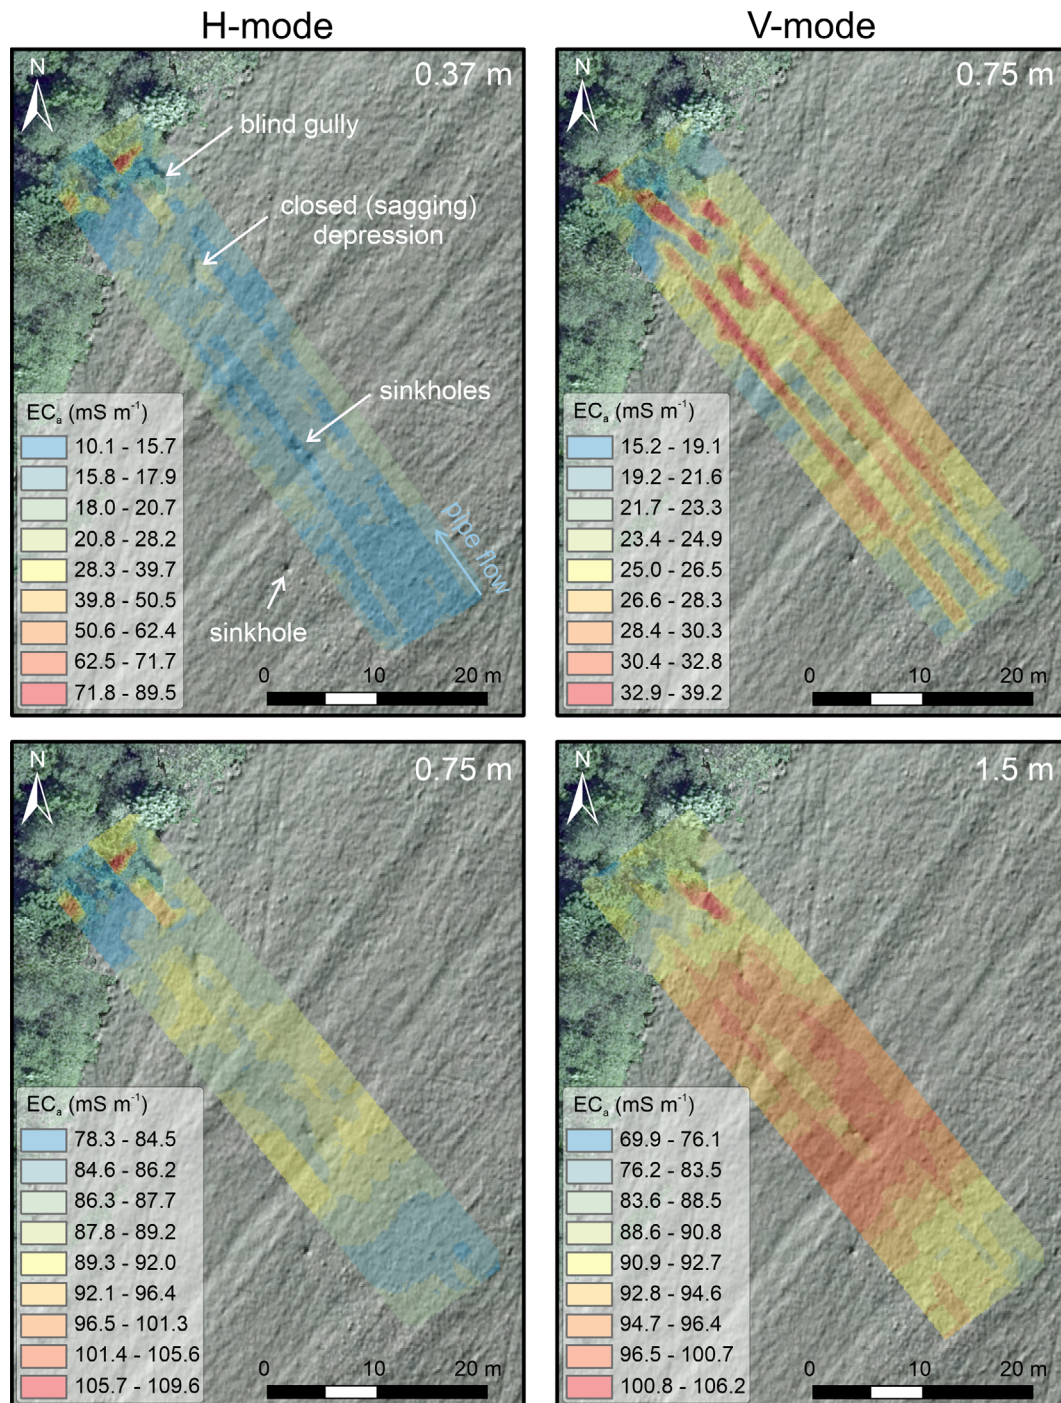 H-mode
V-mode
N
0.37 m
blind gully
closed (sagging)
depression
sinkholes
pipe flow
sinkhole
ECa (mS m-1)
10.1 - 15.7
15.8 - 17.9
18.0 - 20.7
20.8 - 28.2
28.3 - 39.7
39.8 - 50.5
50.6 - 62.4
62.5 - 71.7
71.8 - 89.5
0 10 20 m
N
0.75 m
ECa (mS m-1)
15.2 - 19.1
19.2 - 21.6
21.7 - 23.3
23.4 - 24.9
25.0 - 26.5
26.6 - 28.3
28.4 - 30.3
30.4 - 32.8
32.9 - 39.2
0 10 20 m
N
0.75 m
ECa (mS m-1)
78.3 - 84.5
84.6 - 86.2
86.3 - 87.7
87.8 - 89.2
89.3 - 92.0
92.1 - 96.4
96.5 - 101.3
101.4 - 105.6
105.7 - 109.6
0 10 20 m
N
1.5 m
ECa (mS m-1)
69.9 - 76.1
76.2 - 83.5
83.6 - 88.5
88.6 - 90.8
90.9 - 92.7
92.8 - 94.6
94.7 - 96.4
96.5 - 100.7
100.8 - 106.2
0 10 20 m